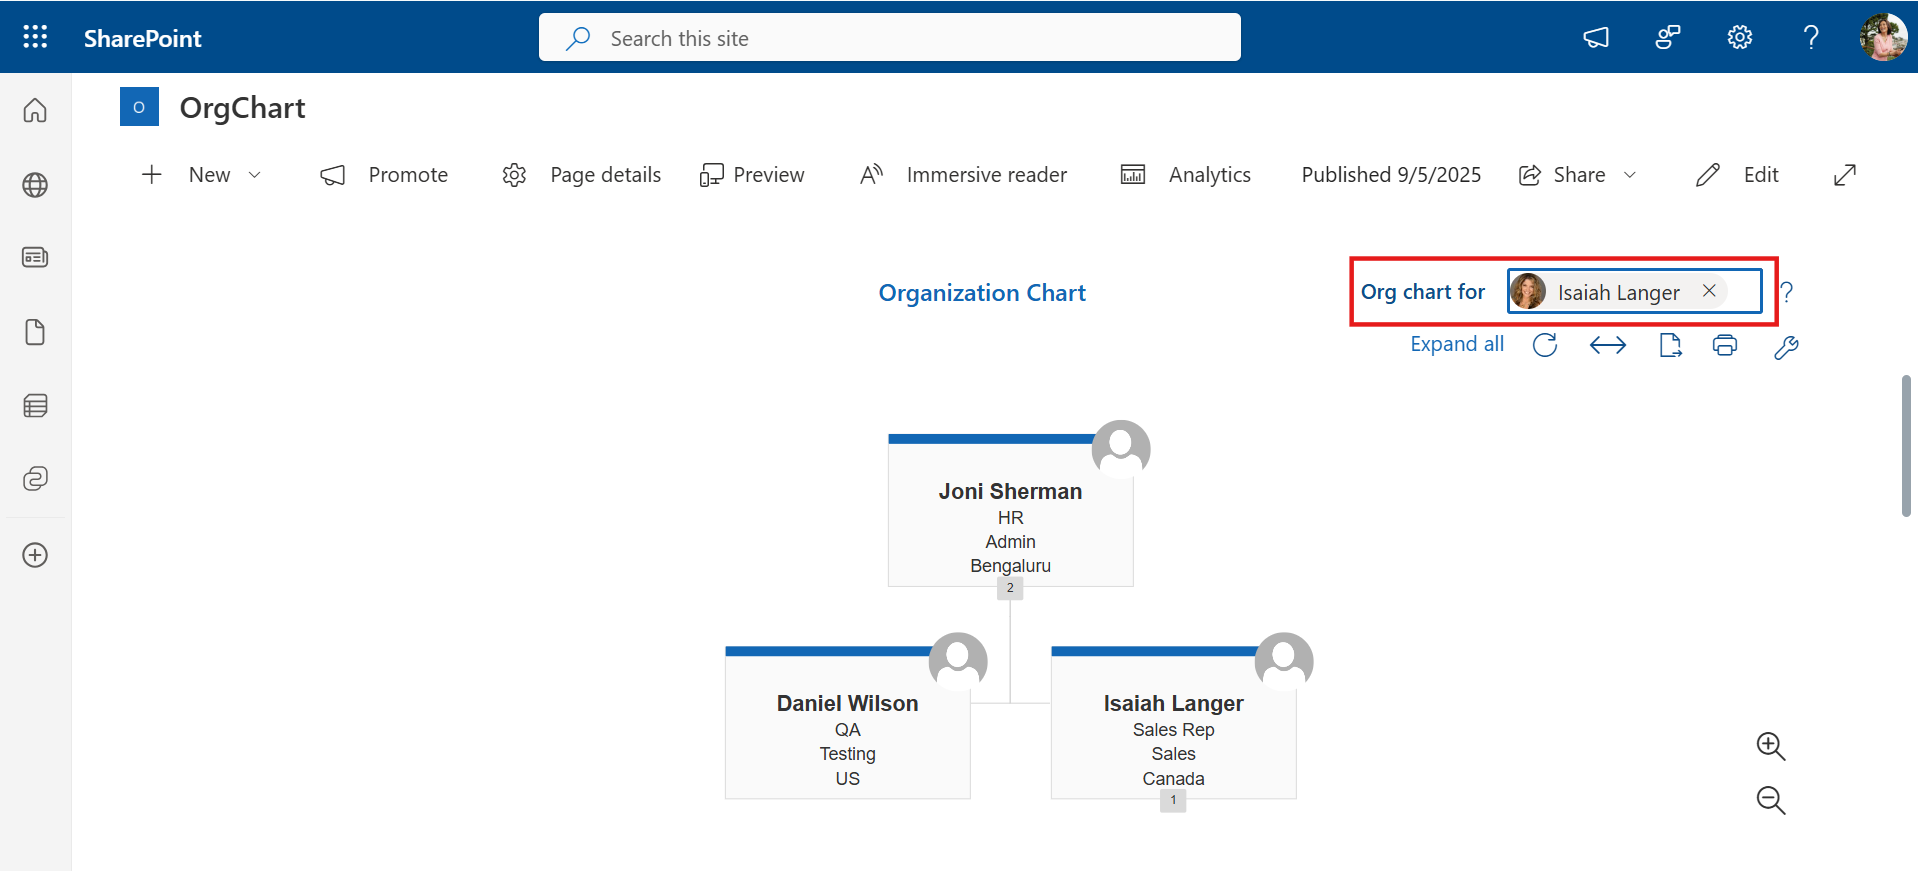 SharePoint
Search this site
?
O
OrgChart
New
Promote
Page details
Preview
Immersive reader
Analytics
Published 9/5/2025
Share
Edit
Organization Chart
Org chart for
Isaiah Langer
?
Expand all
Joni Sherman
HR
Admin
Bengaluru
2
Daniel Wilson
QA
Testing
US
Isaiah Langer
Sales Rep
Sales
Canada
1